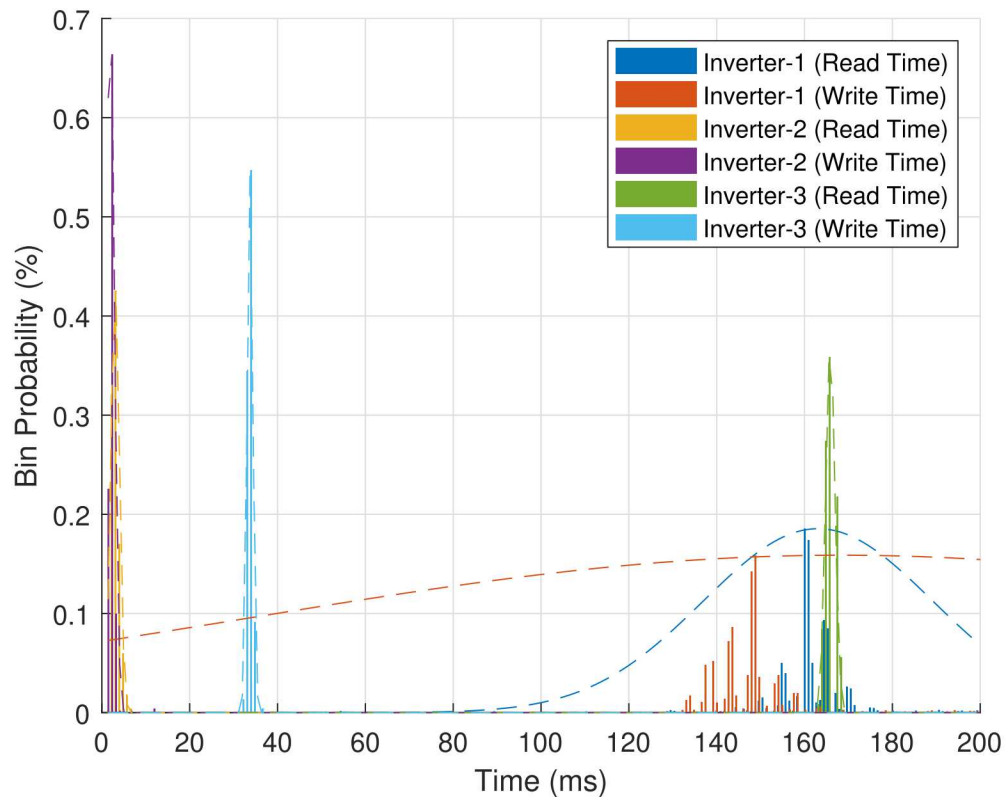 0.7
0.6
0.5
0.4
0.3
0.2
0.1
0
Bin Probability (%)
Inverter-1 (Read Time)
Inverter-1 (Write Time)
Inverter-2 (Read Time)
Inverter-2 (Write Time)
Inverter-3 (Read Time)
Inverter-3 (Write Time)
0 20 40 60 80 100 120 140 160 180 200
Time (ms)